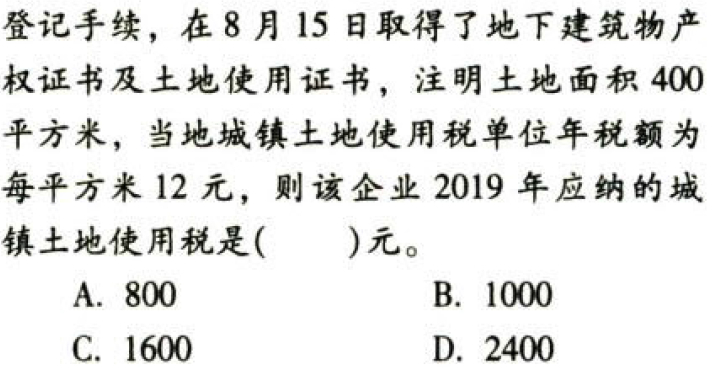 登记手续，在 8 月 15 日取得了地下建筑物产
权证书及土地使用证书，注明土地面积 400
平方米，当地城镇土地使用税单位年税额为
每平方米 12 元，则该企业 2019 年应纳的城
镇土地使用税是(　　)元。
A. 800　　B. 1000
C. 1600　　D. 2400